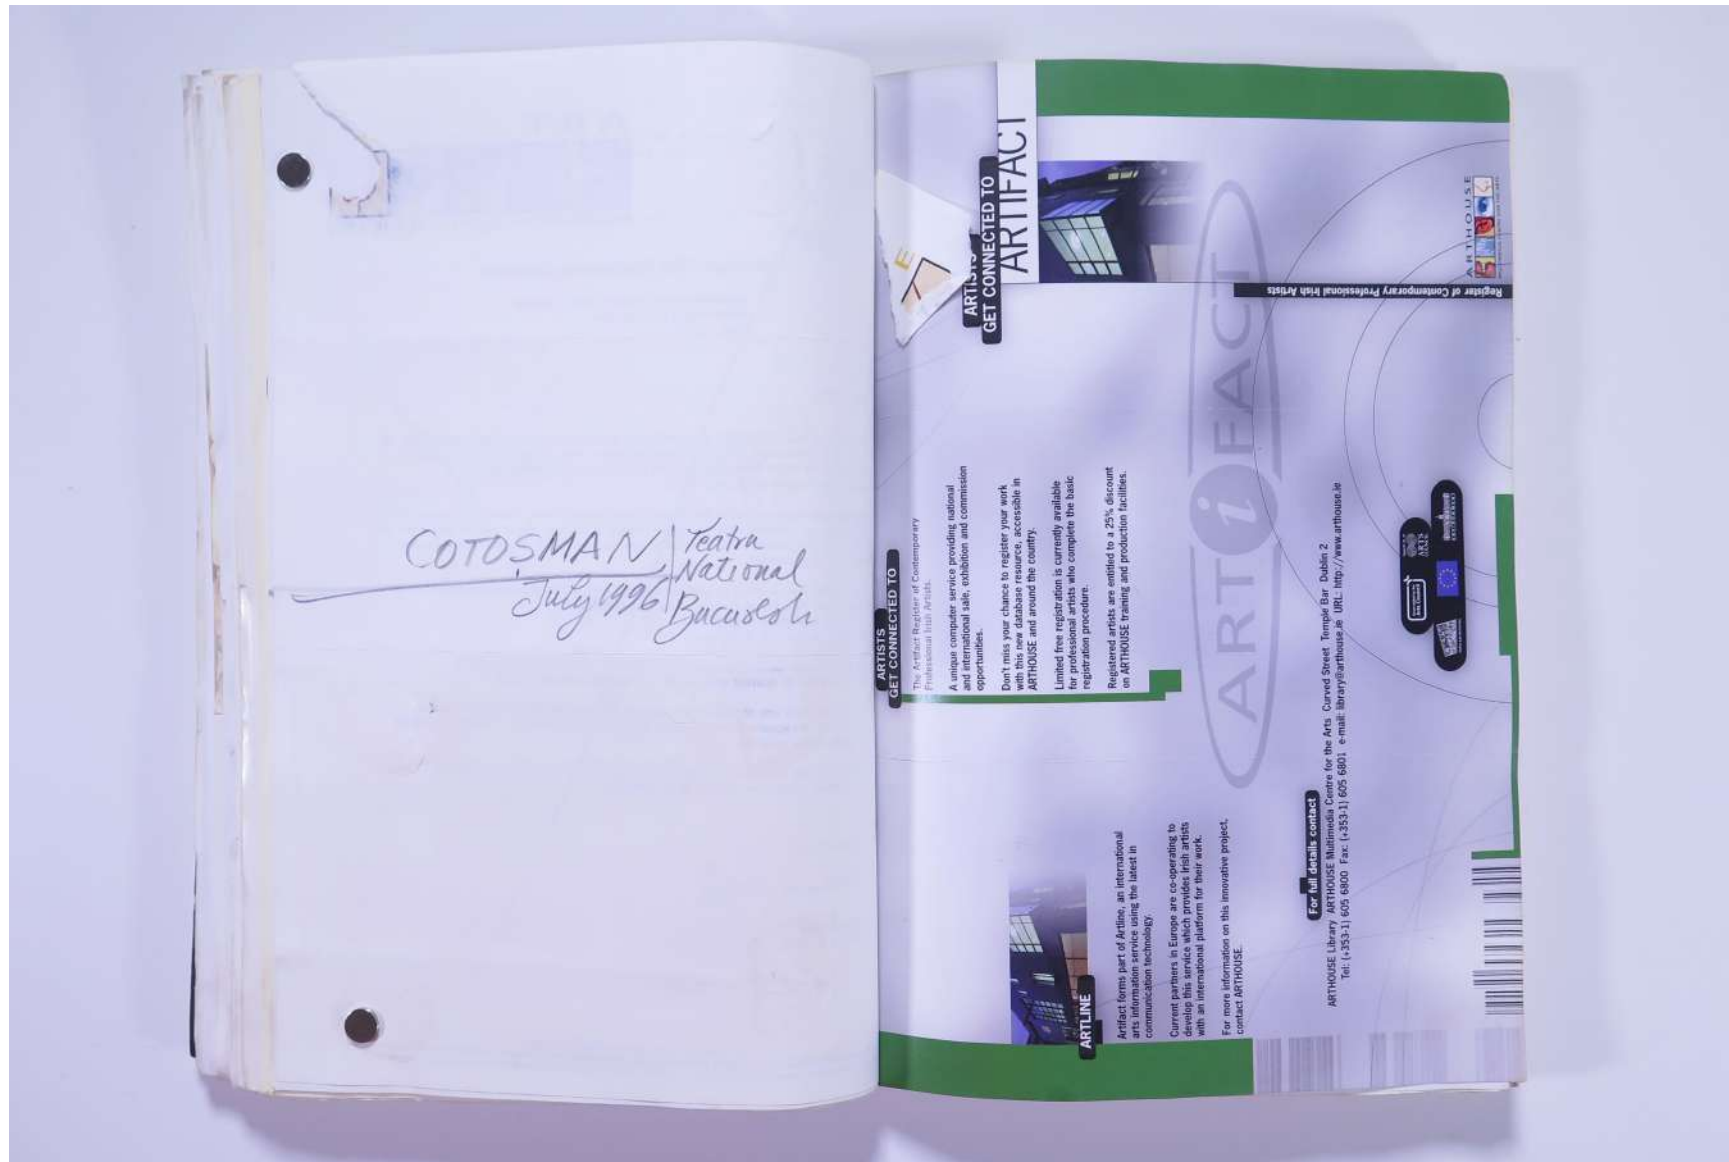 COTOȘMAN
July 1996
Teatru
National
E
ARTISTS
GET CONNECTED TO
ARTIFACT
ARTHOUSE
Register of Contemporary Professional Irish Artists
ARTiFACT
ARTISTS
GET CONNECTED TO
The Artifact Register of Contemporary
Professional Irish Artists.
A unique computer service providing national
and international sale, exhibition and commission
opportunities.
Don't miss your chance to register your work
with this new database resource, accessible in
ARTHOUSE and around the country.
Limited free registration is currently available
for professional artists who complete the basic
registration procedure.
Registered artists are entitled to a 25% discount
on ARTHOUSE training and production facilities.
ARTLINE
Artifact forms part of Artline, an international
arts information service using the latest in
communication technology.
Current partners in Europe are co-operating to
develop this service which provides Irish artists
with an international platform for their work.
For more information on this innovative project,
contact ARTHOUSE.
For full details contact
ARTHOUSE Library ARTHOUSE Multimedia Centre for the Arts Curved Street Temple Bar Dublin 2
Tel: (+353-1) 605 6800 Fax: (+353-1) 605 6801 e-mail: library@arthouse.ie URL: http://www.arthouse.ie